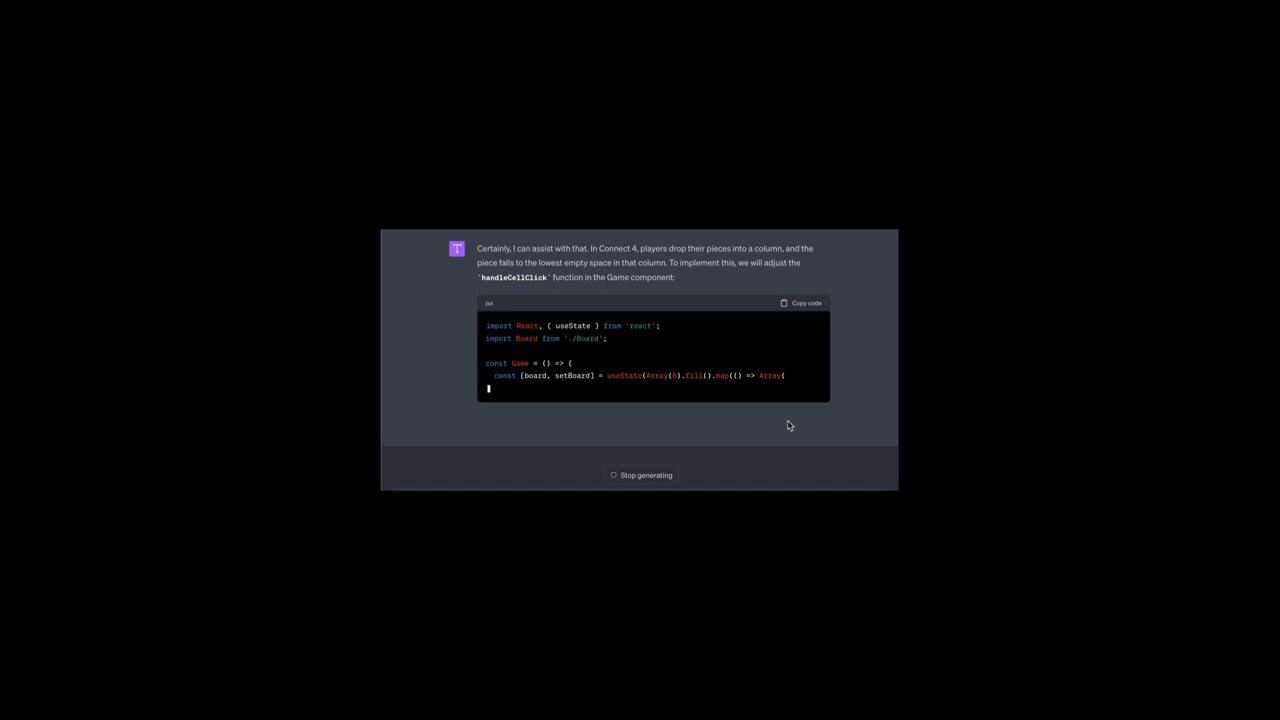 T
Certainly, I can assist with that. In Connect 4, players drop their pieces into a column, and the
piece falls to the lowest empty space in that column. To implement this, we will adjust the
`handleCellClick` function in the Game component:
jsx Copy code
import React, { useState } from 'react';
import Board from './Board';
const Game = () => {
const [board, setBoard] = useState(Array(6).fill().map(() => Array(
Stop generating